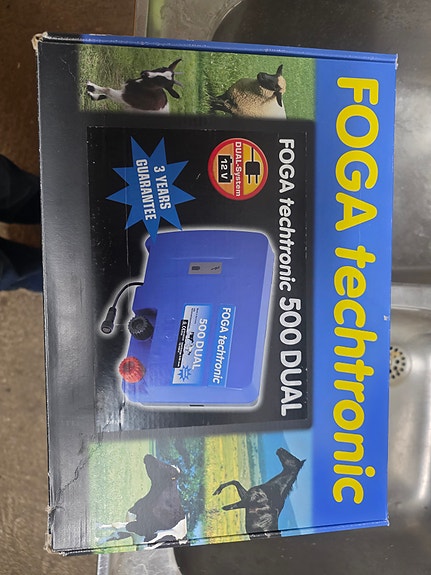 FOGA techtronic
FOGA techtronic 500 DUAL
DUAL-System
12 V
3 YEARS
GUARANTEE
FOGA techtronic
500 DUAL